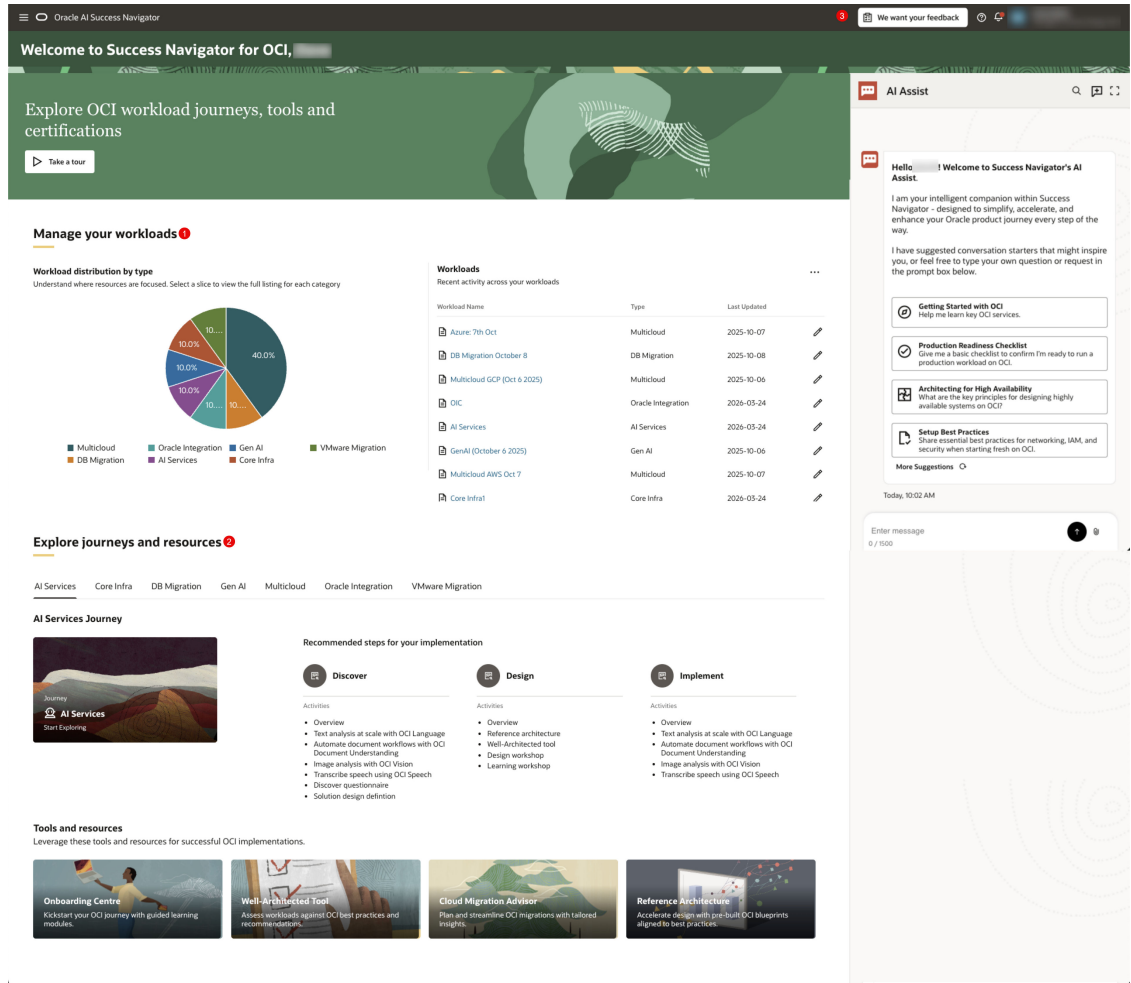 Oracle AI Success Navigator
3
We want your feedback
Welcome to Success Navigator for OCI,
Explore OCI workload journeys, tools and
certifications
Take a tour
Manage your workloads 1
Workload distribution by type
Understand where resources are focused. Select a slice to view the full listing for each category
40.0%
10....
10....
10.0%
10.0%
10.0%
10....
Multicloud
Oracle Integration
Gen AI
VMware Migration
DB Migration
AI Services
Core Infra
Workloads
...
Recent activity across your workloads
Workload Name Type Last Updated
Azure: 7th Oct Multicloud 2025-10-07
DB Migration October 8 DB Migration 2025-10-08
Multicloud GCP (Oct 6 2025) Multicloud 2025-10-06
OIC Oracle Integration 2026-03-24
AI Services AI Services 2026-03-24
GenAI (October 6 2025) Gen AI 2025-10-06
Multicloud AWS Oct 7 Multicloud 2025-10-07
Core Infra1 Core Infra 2026-03-24
Explore journeys and resources 2
AI Services Core Infra DB Migration Gen AI Multicloud Oracle Integration VMware Migration
AI Services Journey
Journey
AI Services
Start Exploring
Recommended steps for your implementation
Discover
Activities
• Overview
• Text analysis at scale with OCI Language
• Automate document workflows with OCI
Document Understanding
• Image analysis with OCI Vision
• Transcribe speech using OCI Speech
• Discover questionnaire
• Solution design defintion
Design
Activities
• Overview
• Reference architecture
• Well-Architected tool
• Design workshop
• Learning workshop
Implement
Activities
• Overview
• Text analysis at scale with OCI Language
• Automate document workflows with OCI
Document Understanding
• Image analysis with OCI Vision
• Transcribe speech using OCI Speech
Tools and resources
Leverage these tools and resources for successful OCI implementations.
Onboarding Centre
Kickstart your OCI journey with guided learning
modules.
Well-Architected Tool
Assess workloads against OCI best practices and
recommendations.
Cloud Migration Advisor
Plan and streamline OCI migrations with tailored
insights.
Reference Architecture
Accelerate design with pre-built OCI blueprints
aligned to best practices.
AI Assist
Hello ! Welcome to Success Navigator's AI
Assist.
I am your intelligent companion within Success
Navigator - designed to simplify, accelerate, and
enhance your Oracle product journey every step of the
way.
I have suggested conversation starters that might inspire
you, or feel free to type your own question or request in
the prompt box below.
Getting Started with OCI
Help me learn key OCI services.
Production Readiness Checklist
Give me a basic checklist to confirm I'm ready to run a
production workload on OCI.
Architecting for High Availability
What are the key principles for designing highly
available systems on OCI?
Setup Best Practices
Share essential best practices for networking, IAM, and
security when starting fresh on OCI.
More Suggestions
Today, 10:02 AM
Enter message
0 / 1500